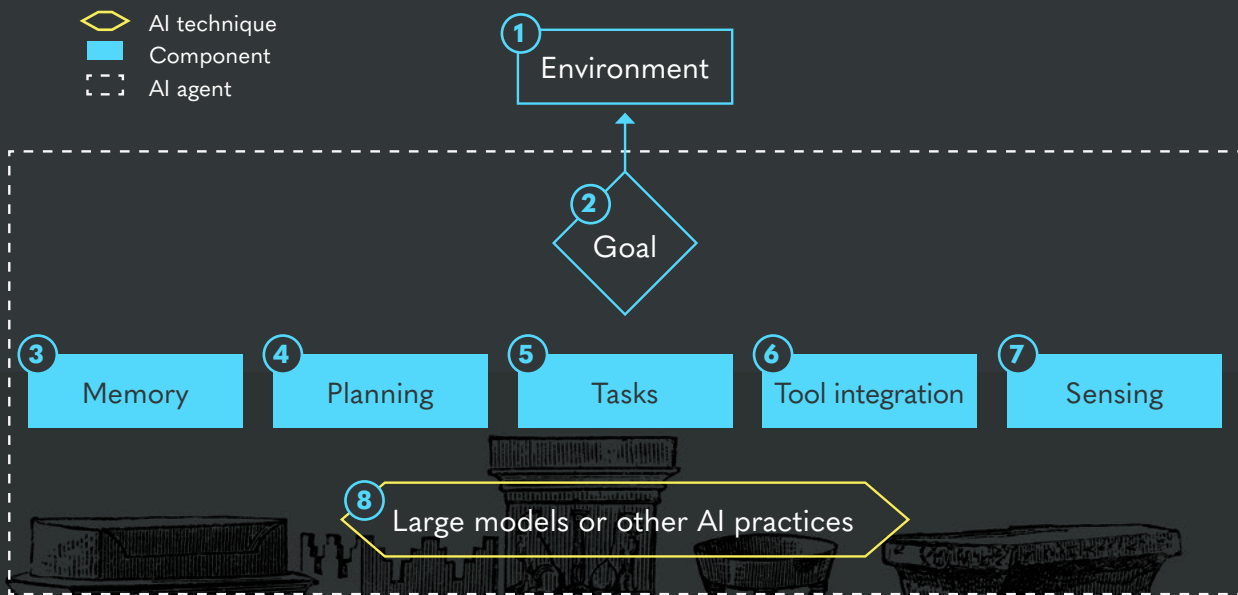 AI technique
Component
AI agent
1
Environment
2
Goal
3
Memory
4
Planning
5
Tasks
6
Tool integration
7
Sensing
8
Large models or other AI practices